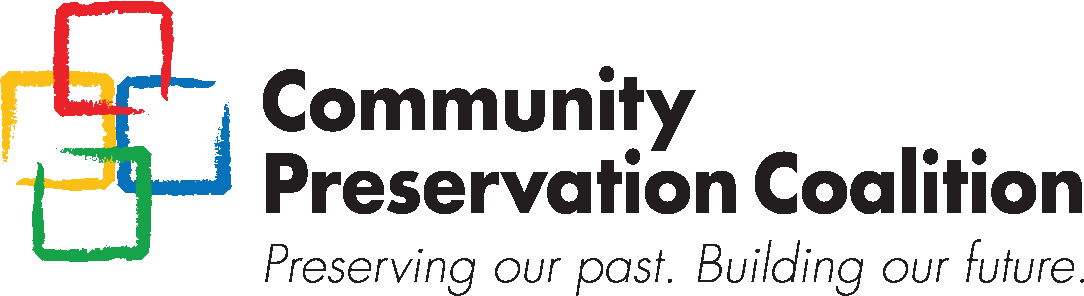 Community
Preservation Coalition
Preserving our past. Building our future.